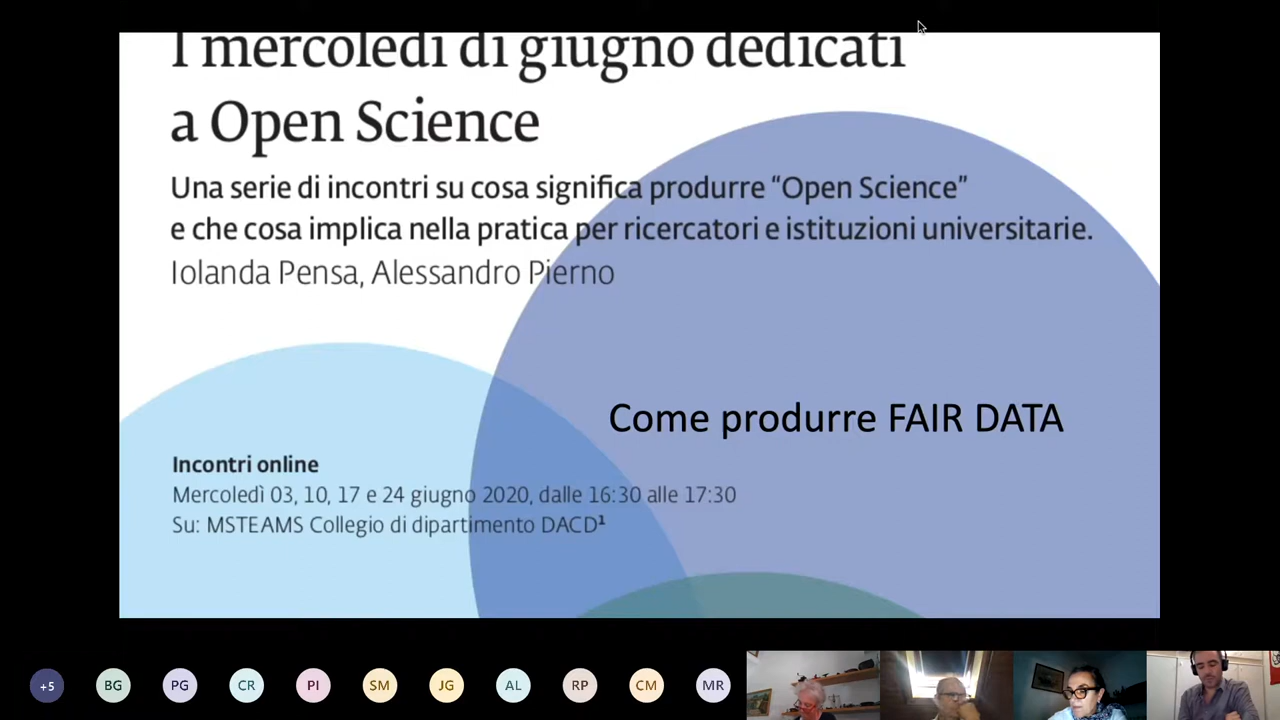 I mercoledì di giugno dedicati
a Open Science
Una serie di incontri su cosa significa produrre “Open Science”
e che cosa implica nella pratica per ricercatori e istituzioni universitarie.
Iolanda Pensa, Alessandro Pierno
Come produrre FAIR DATA
Incontri online
Mercoledì 03, 10, 17 e 24 giugno 2020, dalle 16:30 alle 17:30
Su: MSTEAMS Collegio di dipartimento DACD¹
+5 BG PG CR PI SM JG AL RP CM MR